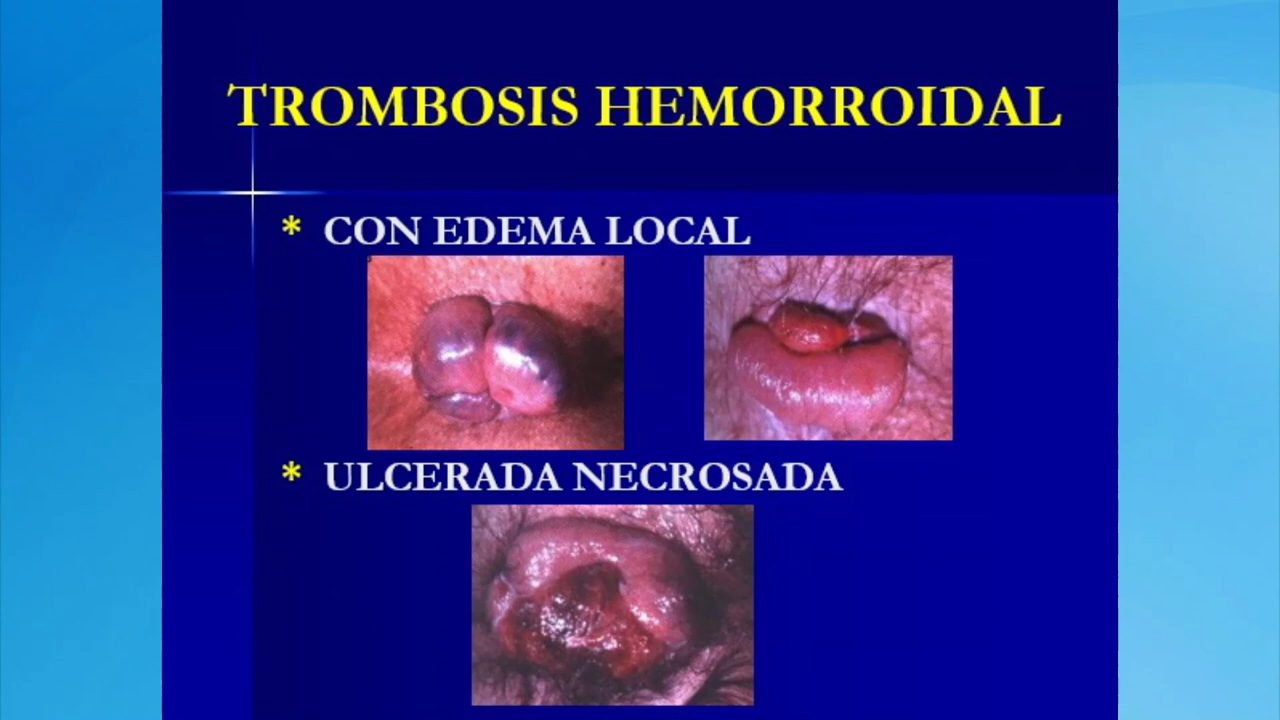 TROMBOSIS HEMORROIDAL
* CON EDEMA LOCAL
* ULCERADA NECROSADA